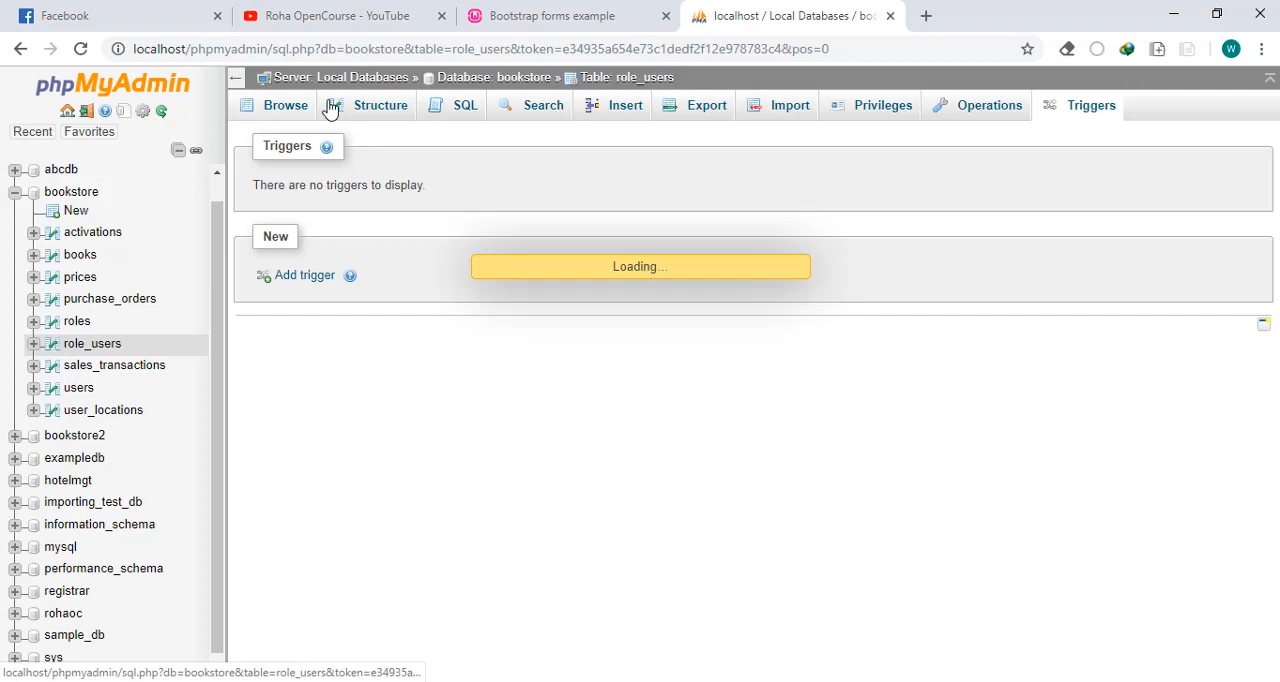 Facebook
Roha OpenCourse - YouTube
Bootstrap forms example
localhost / Local Databases / boo
localhost/phpmyadmin/sql.php?db=bookstore&table=role_users&token=e34935a654e73c1dedf2f12e978783c4&pos=0
W
phpMyAdmin
Recent
Favorites
abcdb
bookstore
New
activations
books
prices
purchase_orders
roles
role_users
sales_transactions
users
user_locations
bookstore2
exampledb
hotelmgt
importing_test_db
information_schema
mysql
performance_schema
registrar
rohaoc
sample_db
sys
Server: Local Databases » Database: bookstore » Table: role_users
Browse
Structure
SQL
Search
Insert
Export
Import
Privileges
Operations
Triggers
Triggers
There are no triggers to display.
New
Add trigger
Loading...
localhost/phpmyadmin/sql.php?db=bookstore&table=role_users&token=e34935a...